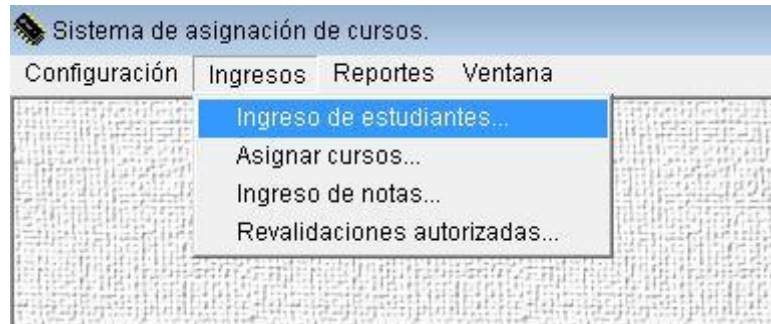 Sistema de asignación de cursos.
Configuración Ingresos Reportes Ventana
Ingreso de estudiantes...
Asignar cursos...
Ingreso de notas...
Revalidaciones autorizadas...